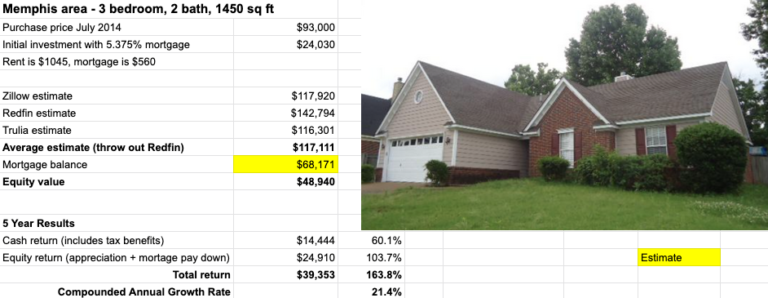 Memphis area - 3 bedroom, 2 bath, 1450 sq ft
Purchase price July 2014 $93,000
Initial investment with 5.375% mortgage $24,030
Rent is $1045, mortgage is $560
Zillow estimate $117,920
Redfin estimate $142,794
Trulia estimate $116,301
Average estimate (throw out Redfin) $117,111
Mortgage balance $68,171
Equity value $48,940
5 Year Results
Cash return (includes tax benefits) $14,444 60.1%
Equity return (appreciation + mortage pay down) $24,910 103.7% Estimate
Total return $39,353 163.8%
Compounded Annual Growth Rate 21.4%